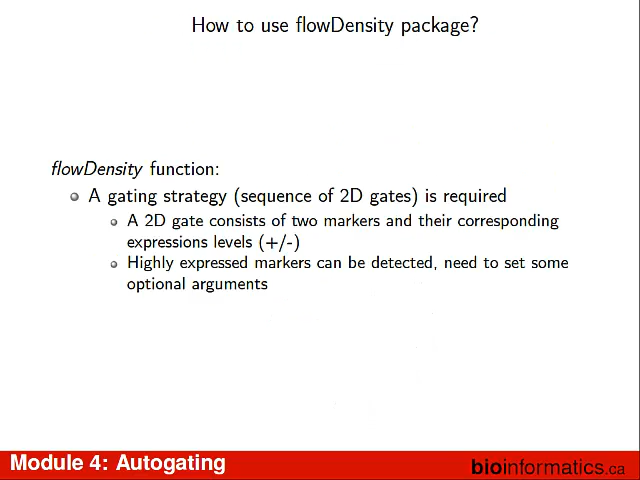 How to use flowDensity package?
flowDensity function:
A gating strategy (sequence of 2D gates) is required
A 2D gate consists of two markers and their corresponding
expressions levels (+/-)
Highly expressed markers can be detected, need to set some
optional arguments
Module 4: Autogating
bioinformatics.ca